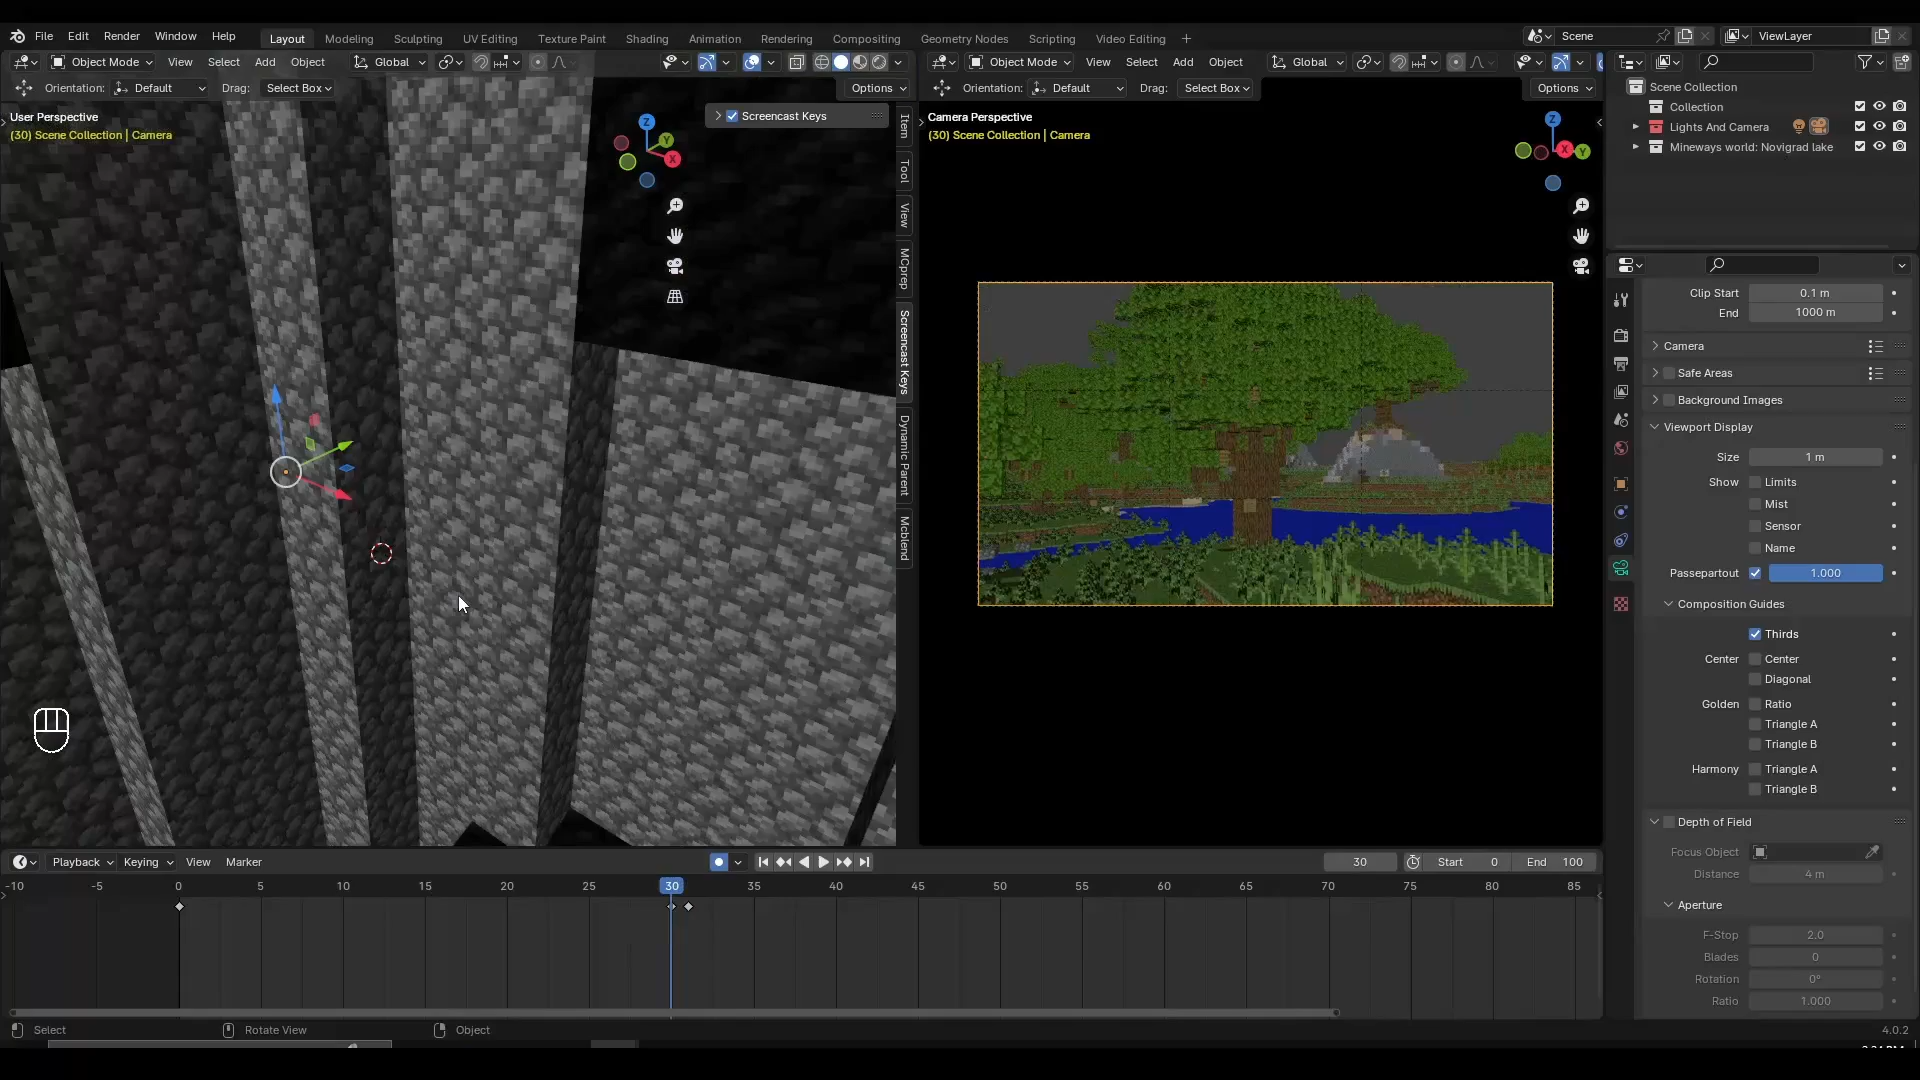 File Edit Render Window Help
Layout Modeling Sculpting UV Editing Texture Paint Shading Animation Rendering Compositing Geometry Nodes Scripting Video Editing +
Scene
ViewLayer
Object Mode View Select Add Object Global
Orientation: Default Drag: Select Box Options
User Perspective
(30) Scene Collection | Camera
Screencast Keys
Z
Y
X
Item
Tool
View
MCprep
Screencast Keys
Dynamic Parent
Mcblend
Object Mode View Select Add Object Global
Orientation: Default Drag: Select Box Options
Camera Perspective
(30) Scene Collection | Camera
Z
X Y
Scene Collection
Collection
Lights And Camera
Mineways world: Novigrad lake
Clip Start 0.1 m
End 1000 m
Camera
Safe Areas
Background Images
Viewport Display
Size 1 m
Show Limits
Mist
Sensor
Name
Passepartout 1.000
Composition Guides
Thirds
Center Center
Diagonal
Golden Ratio
Triangle A
Triangle B
Harmony Triangle A
Triangle B
Depth of Field
Focus Object
Distance 4 m
Aperture
F-Stop 2.0
Blades 0
Rotation 0°
Ratio 1.000
Playback Keying View Marker
30 Start 0 End 100
-10 -5 0 5 10 15 20 25 30 35 40 45 50 55 60 65 70 75 80 85
Select Rotate View Object
4.0.2